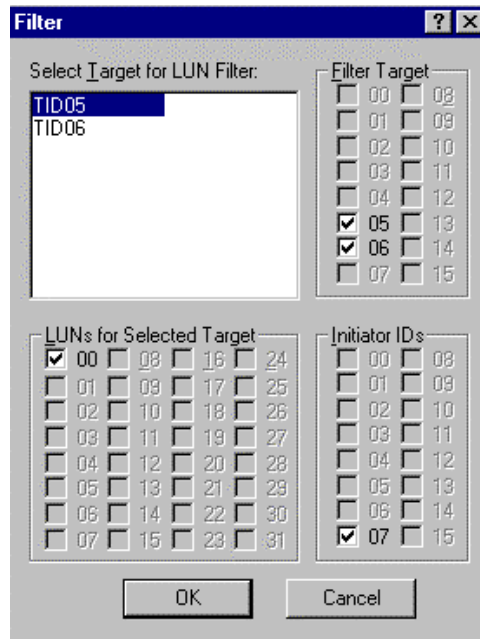 Filter
Select Target for LUN Filter:
TID05
TID06
Filter Target
00 08
01 09
02 10
03 11
04 12
05 13
06 14
07 15
LUNs for Selected Target
00 08 16 24
01 09 17 25
02 10 18 26
03 11 19 27
04 12 20 28
05 13 21 29
06 14 22 30
07 15 23 31
Initiator IDs
00 08
01 09
02 10
03 11
04 12
05 13
06 14
07 15
OK Cancel